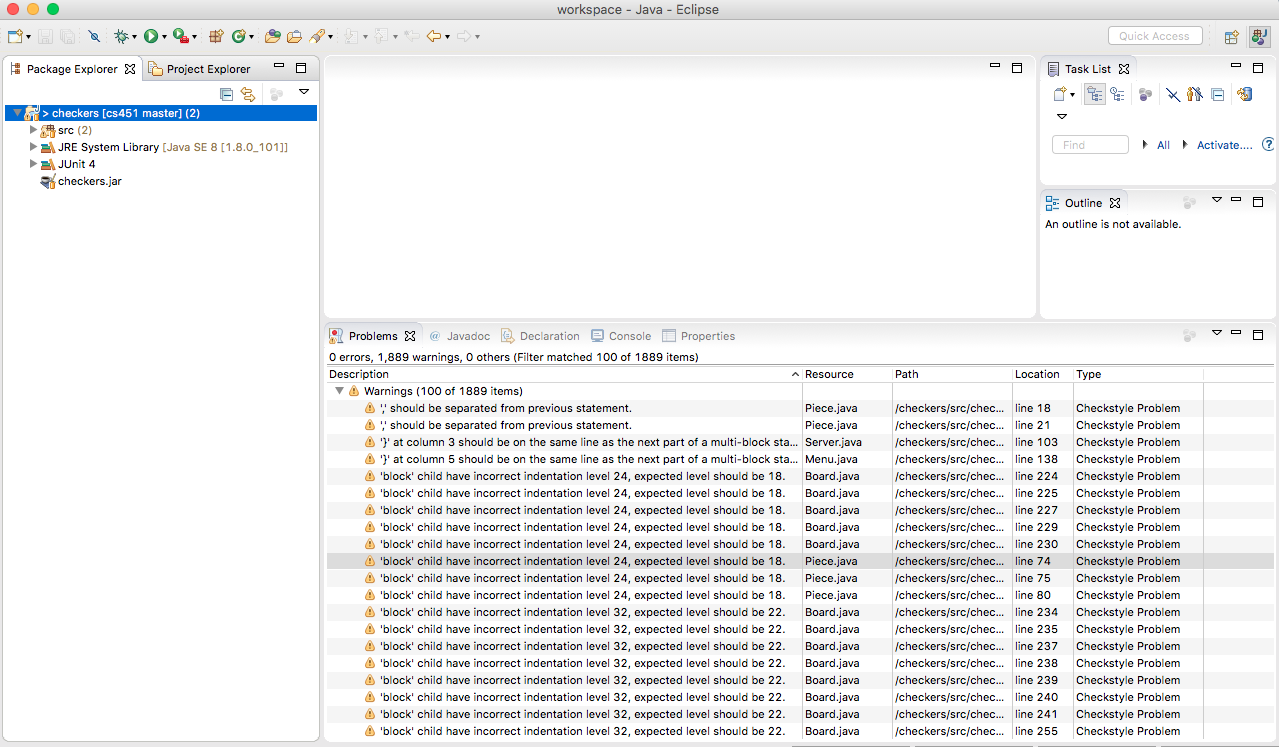 workspace - Java - Eclipse
Quick Access
Package Explorer
Project Explorer
> checkers [cs451 master] (2)
src (2)
JRE System Library [Java SE 8 [1.8.0_101]]
JUnit 4
checkers.jar
Task List
Find
All
Activate....
Outline
An outline is not available.
Problems
@ Javadoc
Declaration
Console
Properties
0 errors, 1,889 warnings, 0 others (Filter matched 100 of 1889 items)
Description Resource Path Location Type
Warnings (100 of 1889 items)
',' should be separated from previous statement. Piece.java /checkers/src/chec... line 18 Checkstyle Problem
',' should be separated from previous statement. Piece.java /checkers/src/chec... line 21 Checkstyle Problem
'}' at column 3 should be on the same line as the next part of a multi-block sta... Server.java /checkers/src/chec... line 103 Checkstyle Problem
'}' at column 5 should be on the same line as the next part of a multi-block sta... Menu.java /checkers/src/chec... line 138 Checkstyle Problem
'block' child have incorrect indentation level 24, expected level should be 18. Board.java /checkers/src/chec... line 224 Checkstyle Problem
'block' child have incorrect indentation level 24, expected level should be 18. Board.java /checkers/src/chec... line 225 Checkstyle Problem
'block' child have incorrect indentation level 24, expected level should be 18. Board.java /checkers/src/chec... line 227 Checkstyle Problem
'block' child have incorrect indentation level 24, expected level should be 18. Board.java /checkers/src/chec... line 229 Checkstyle Problem
'block' child have incorrect indentation level 24, expected level should be 18. Board.java /checkers/src/chec... line 230 Checkstyle Problem
'block' child have incorrect indentation level 24, expected level should be 18. Piece.java /checkers/src/chec... line 74 Checkstyle Problem
'block' child have incorrect indentation level 24, expected level should be 18. Piece.java /checkers/src/chec... line 75 Checkstyle Problem
'block' child have incorrect indentation level 24, expected level should be 18. Piece.java /checkers/src/chec... line 80 Checkstyle Problem
'block' child have incorrect indentation level 32, expected level should be 22. Board.java /checkers/src/chec... line 234 Checkstyle Problem
'block' child have incorrect indentation level 32, expected level should be 22. Board.java /checkers/src/chec... line 235 Checkstyle Problem
'block' child have incorrect indentation level 32, expected level should be 22. Board.java /checkers/src/chec... line 237 Checkstyle Problem
'block' child have incorrect indentation level 32, expected level should be 22. Board.java /checkers/src/chec... line 238 Checkstyle Problem
'block' child have incorrect indentation level 32, expected level should be 22. Board.java /checkers/src/chec... line 239 Checkstyle Problem
'block' child have incorrect indentation level 32, expected level should be 22. Board.java /checkers/src/chec... line 240 Checkstyle Problem
'block' child have incorrect indentation level 32, expected level should be 22. Board.java /checkers/src/chec... line 241 Checkstyle Problem
'block' child have incorrect indentation level 32, expected level should be 22. Board.java /checkers/src/chec... line 255 Checkstyle Problem